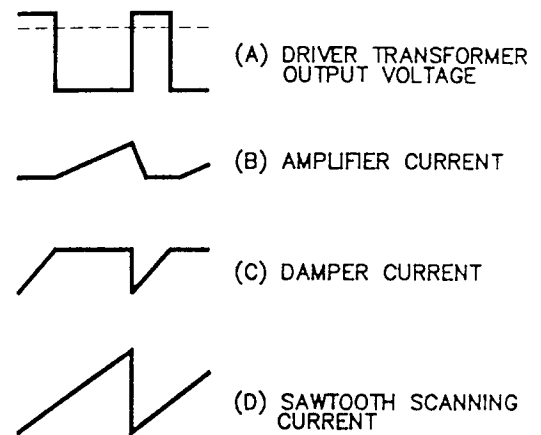 (A) DRIVER TRANSFORMER
OUTPUT VOLTAGE
(B) AMPLIFIER CURRENT
(C) DAMPER CURRENT
(D) SAWTOOTH SCANNING
CURRENT